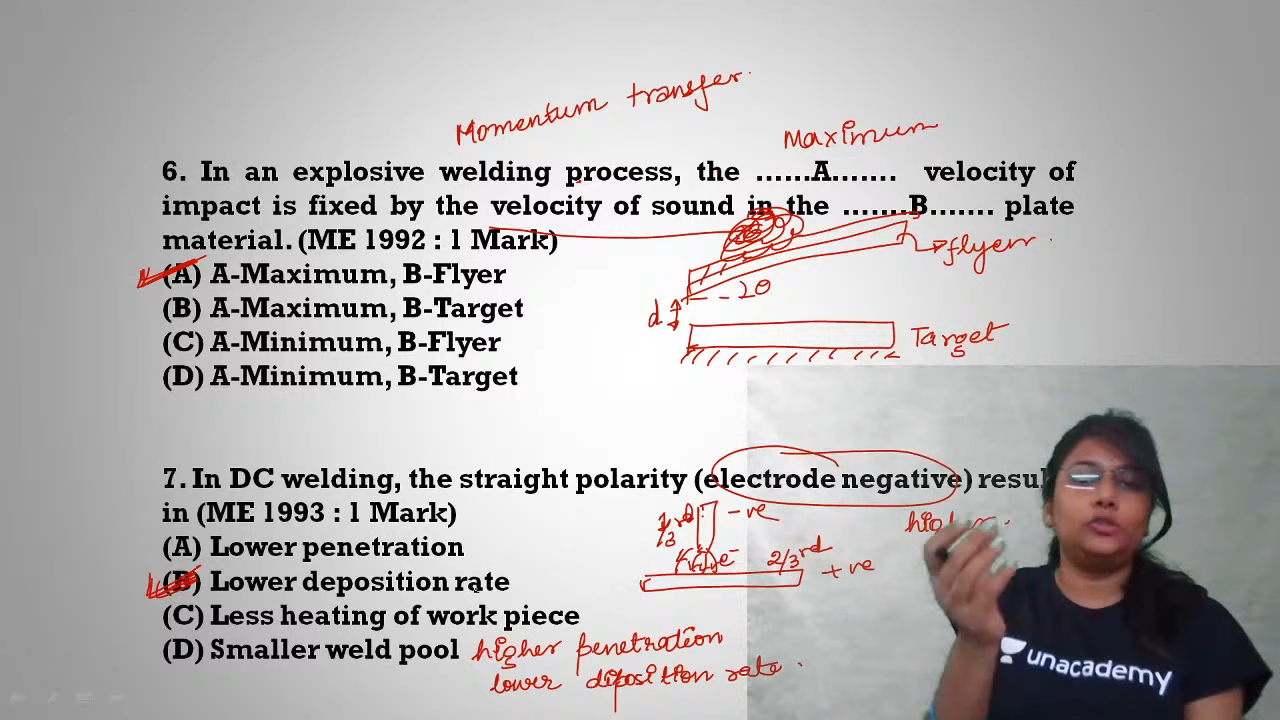 Momentum transfer.
Maximum
6. In an explosive welding process, the ......A....... velocity of
impact is fixed by the velocity of sound in the .......B....... plate
material. (ME 1992 : 1 Mark)
flyer
(A) A-Maximum, B-Flyer
2θ
(B) A-Maximum, B-Target
d
Target
(C) A-Minimum, B-Flyer
(D) A-Minimum, B-Target
7. In DC welding, the straight polarity (electrode negative) resul
in (ME 1993 : 1 Mark)
-ve
1/3rd
(A) Lower penetration
e-
2/3rd
+ve
(B) Lower deposition rate
(C) Less heating of work piece
(D) Smaller weld pool
higher penetration
lower deposition rate.
unacademy